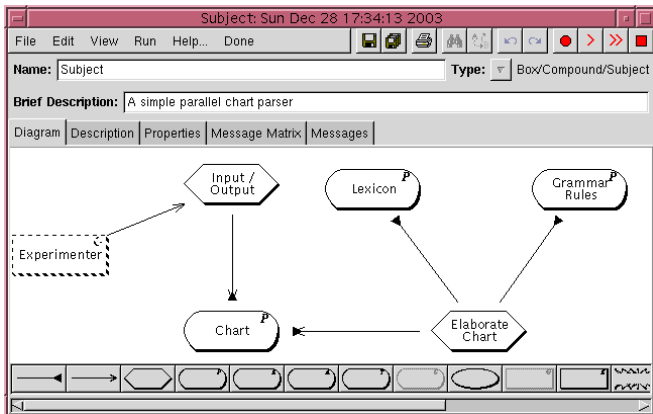 Subject: Sun Dec 28 17:34:13 2003
File Edit View Run Help... Done
Name: Subject Type: Box/Compound/Subject
Brief Description: A simple parallel chart parser
Diagram Description Properties Message Matrix Messages
Input /
Output
P
Lexicon
P
Grammar
Rules
C
Experimenter
P
Chart
Elaborate
Chart